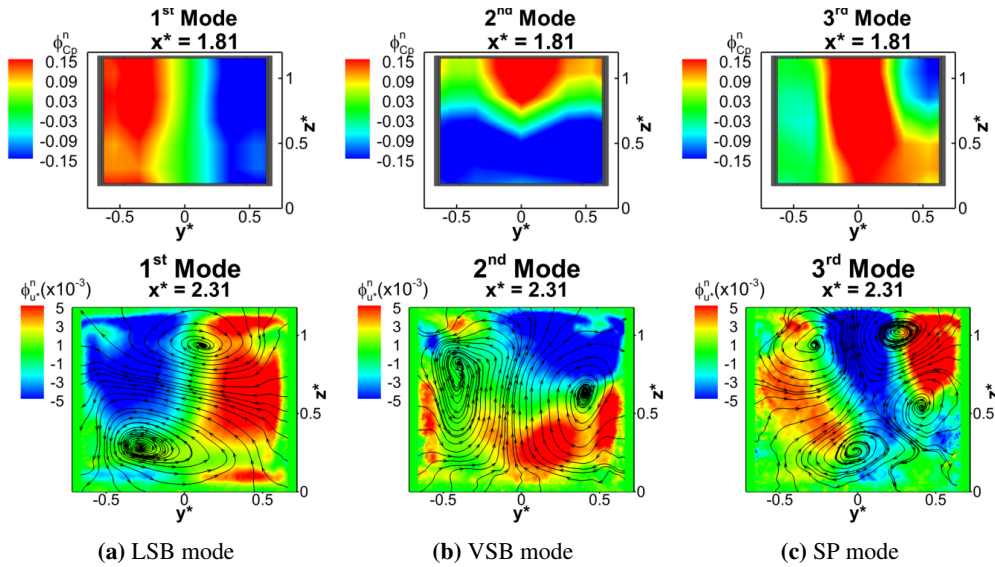 1st Mode
x* = 1.81
ϕⁿCp
0.15
0.09
0.03
-0.03
-0.09
-0.15
1
0.5
0
z*
-0.5 0 0.5
y*
2nd Mode
x* = 1.81
ϕⁿCp
0.15
0.09
0.03
-0.03
-0.09
-0.15
1
0.5
0
z*
-0.5 0 0.5
y*
3rd Mode
x* = 1.81
ϕⁿCp
0.15
0.09
0.03
-0.03
-0.09
-0.15
1
0.5
0
z*
-0.5 0 0.5
y*
1st Mode
x* = 2.31
ϕⁿu*(x10-3)
5
3
1
-1
-3
-5
1
0.5
0
z*
-0.5 0 0.5
y*
2nd Mode
x* = 2.31
ϕⁿu*(x10-3)
5
3
1
-1
-3
-5
1
0.5
0
z*
-0.5 0 0.5
y*
3rd Mode
x* = 2.31
ϕⁿu*(x10-3)
5
3
1
-1
-3
-5
1
0.5
0
z*
-0.5 0 0.5
y*
(a) LSB mode
(b) VSB mode
(c) SP mode